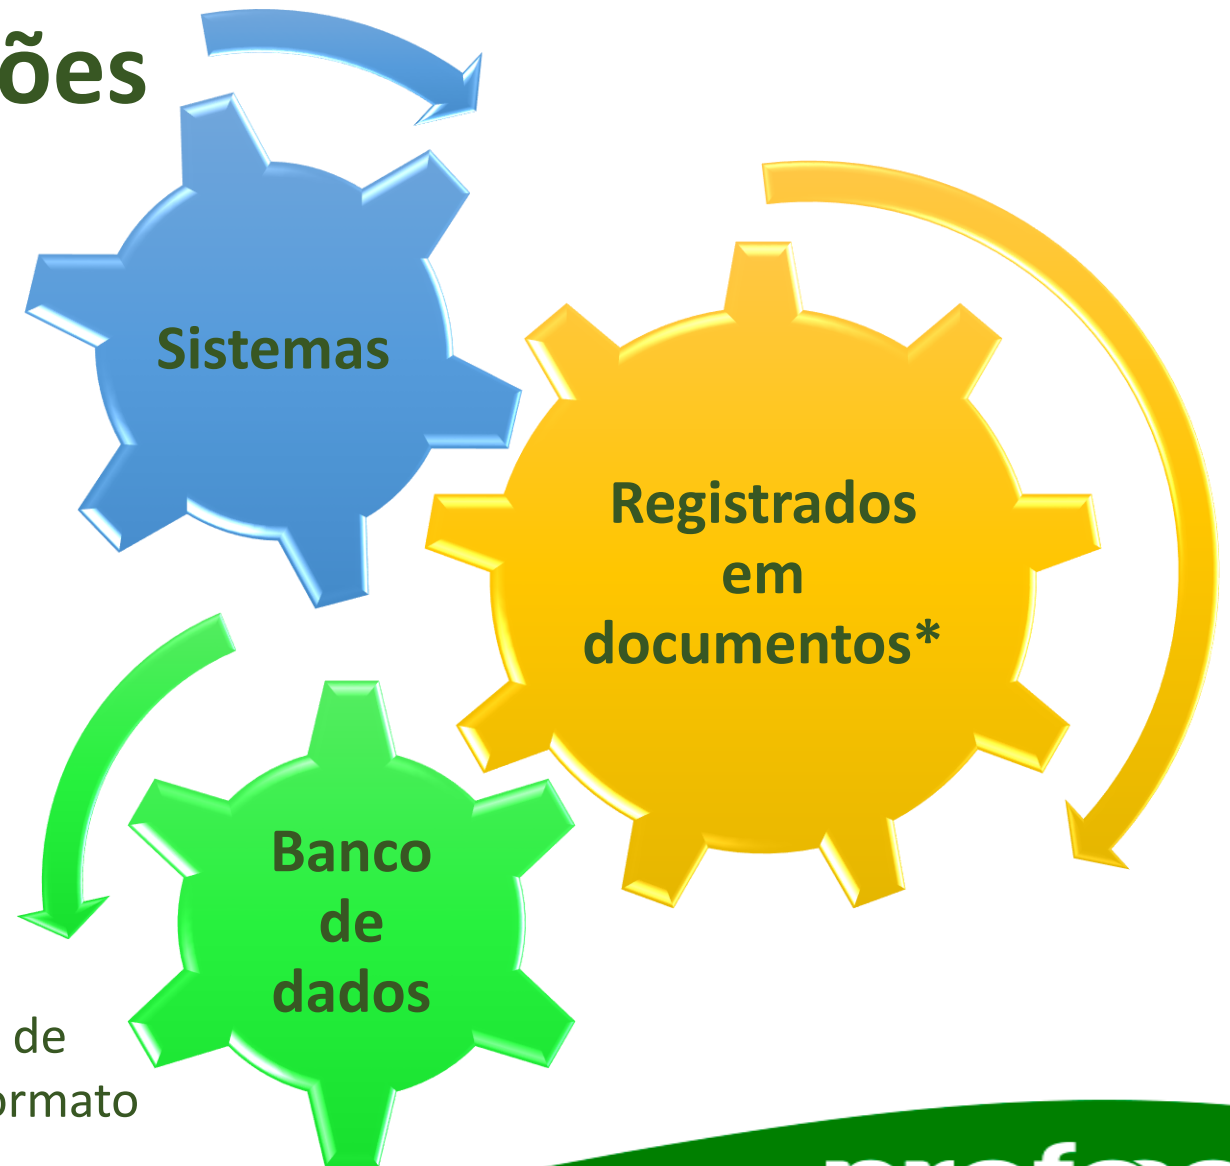 ões
Sistemas
Registrados
em
documentos*
Banco
de
dados
de
ormato